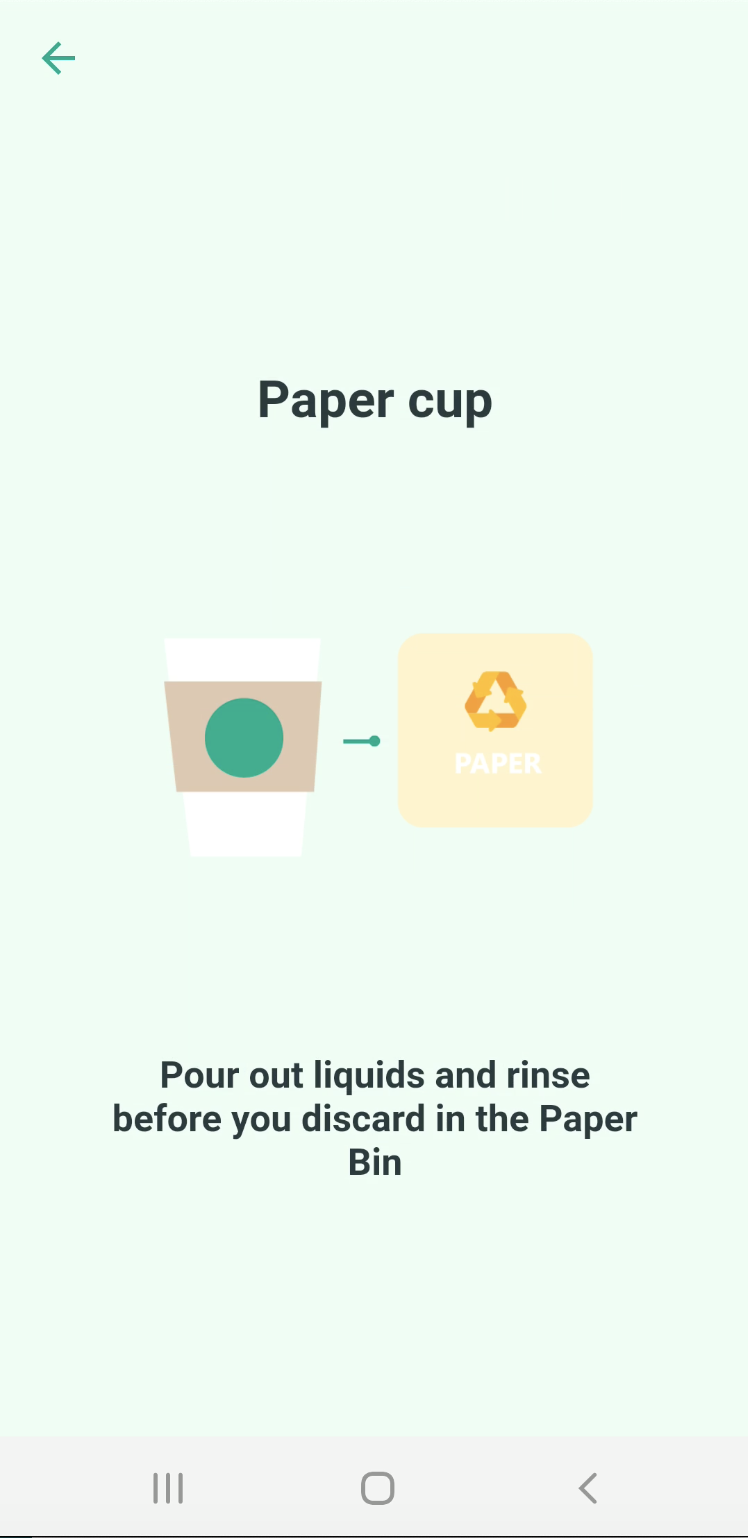 Paper cup
PAPER
Pour out liquids and rinse
before you discard in the Paper
Bin